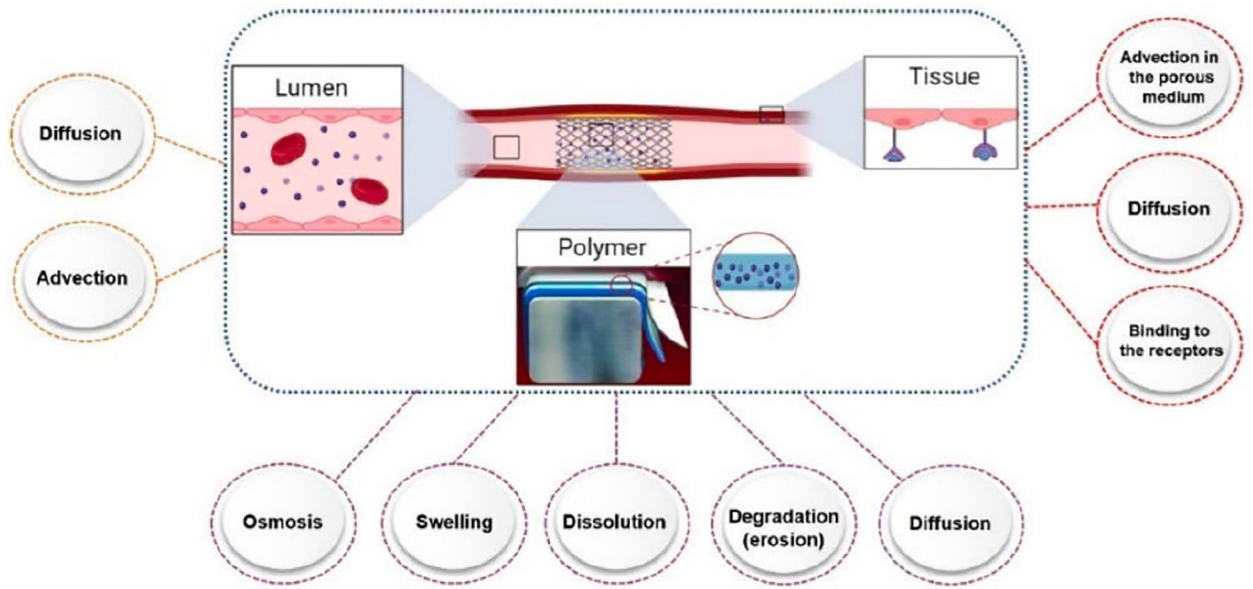 Lumen
Tissue
Polymer
Diffusion
Advection
Advection in
the porous
medium
Diffusion
Binding to
the receptors
Osmosis
Swelling
Dissolution
Degradation
(erosion)
Diffusion